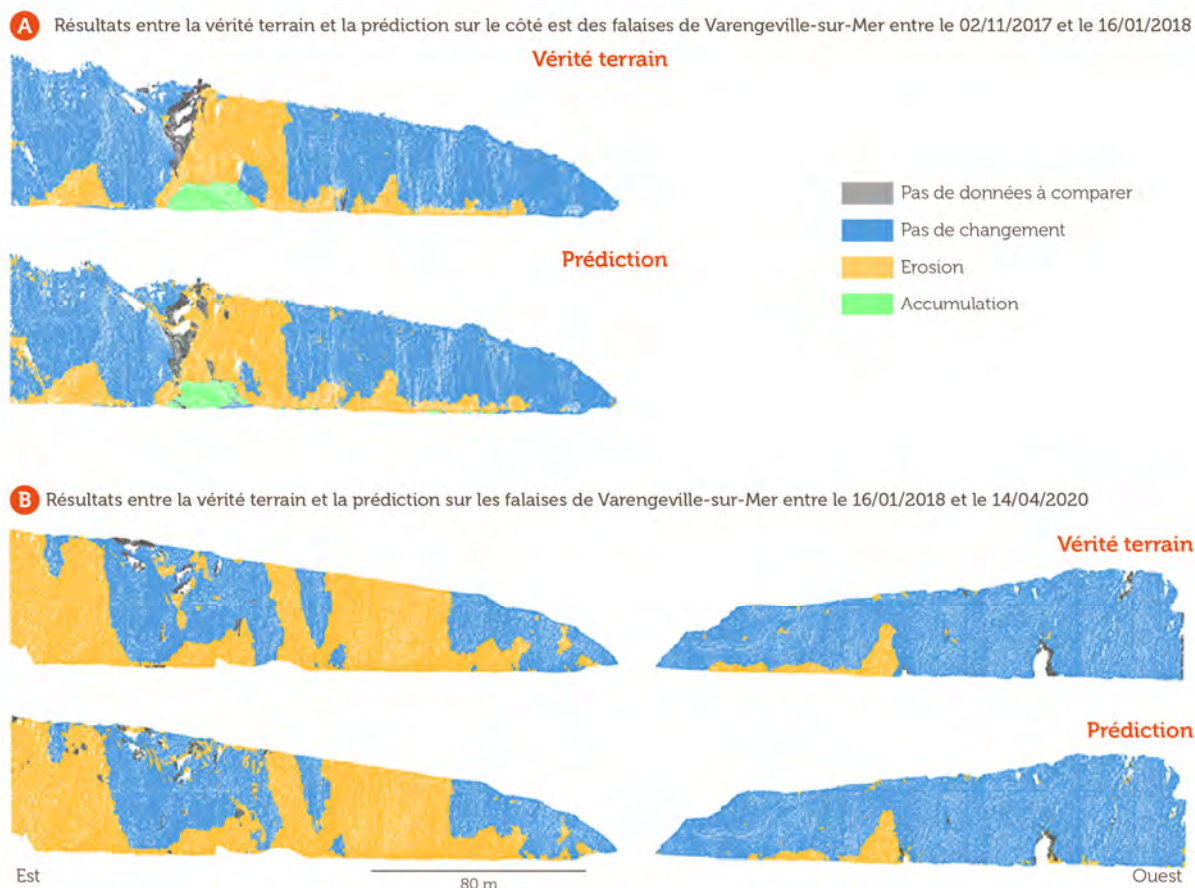 A Résultats entre la vérité terrain et la prédiction sur le côté est des falaises de Varengeville-sur-Mer entre le 02/11/2017 et le 16/01/2018
Vérité terrain
Pas de données à comparer
Pas de changement
Prédiction
Erosion
Accumulation
B Résultats entre la vérité terrain et la prédiction sur les falaises de Varengeville-sur-Mer entre le 16/01/2018 et le 14/04/2020
Vérité terrain
Prédiction
Est
80 m
Ouest